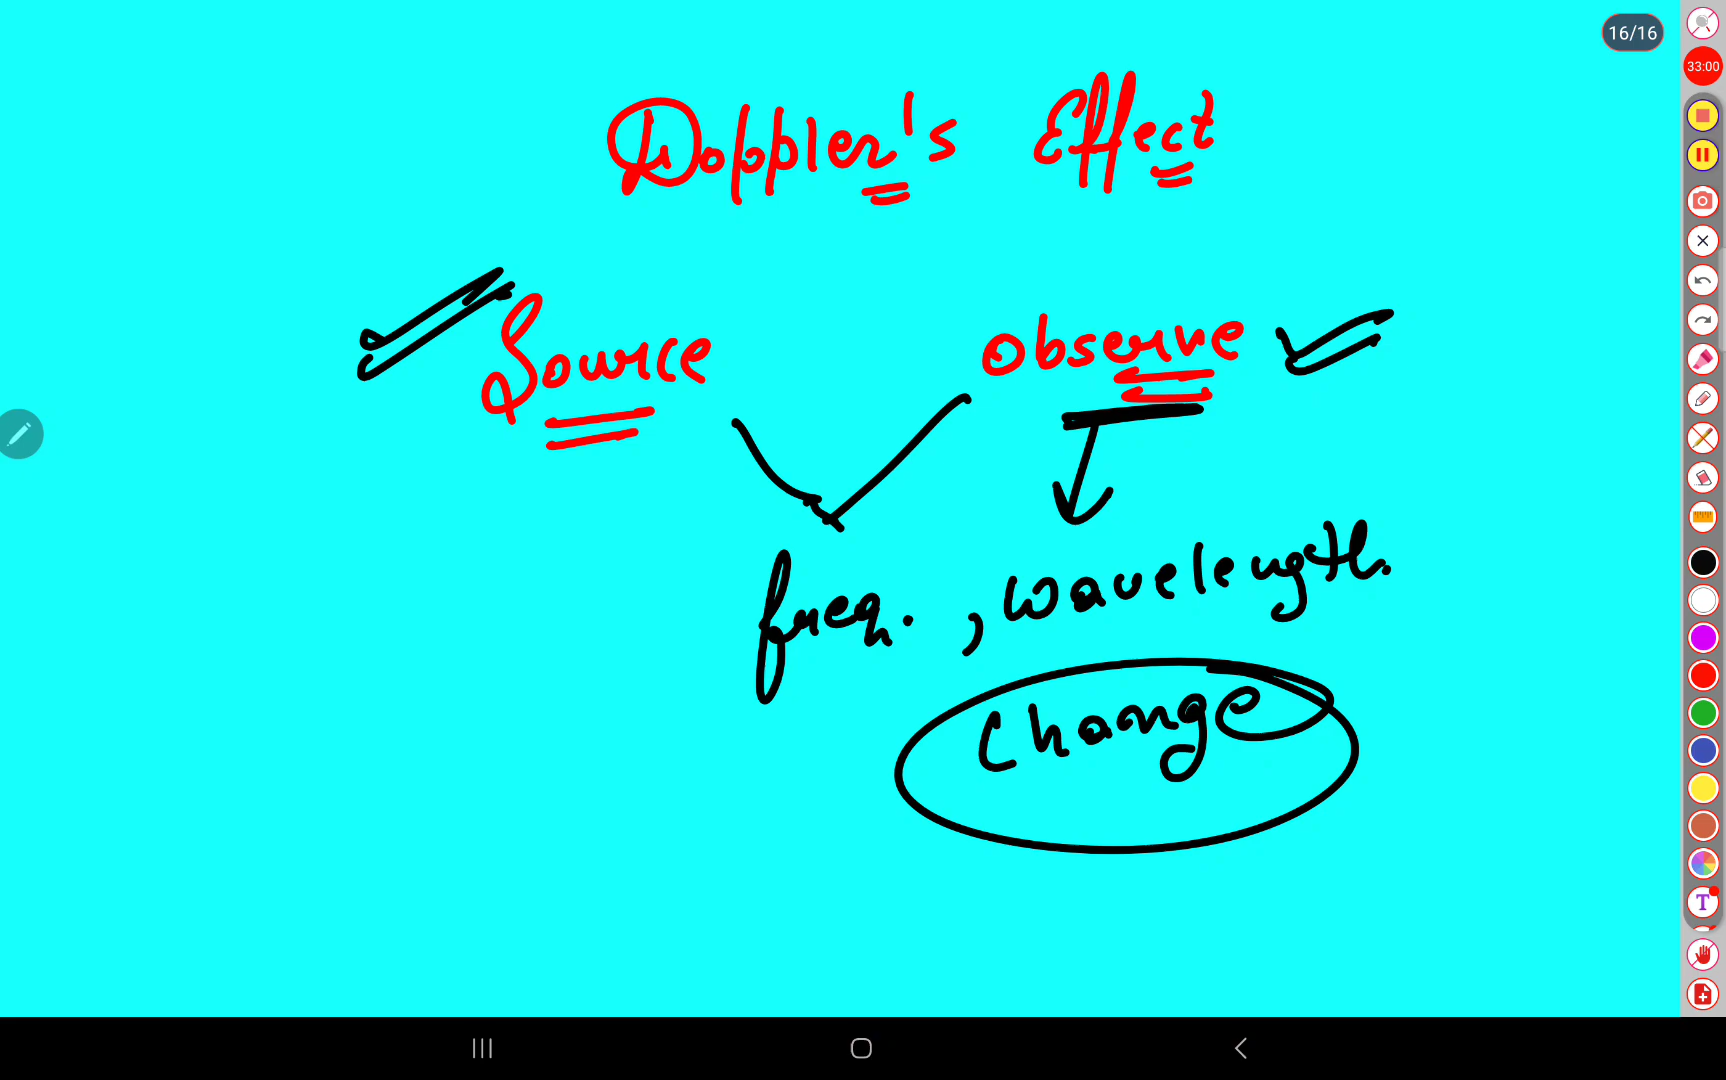 16/16
33:00
Doppler's Effect
Source observe
freq. , wavelength.
Change
T